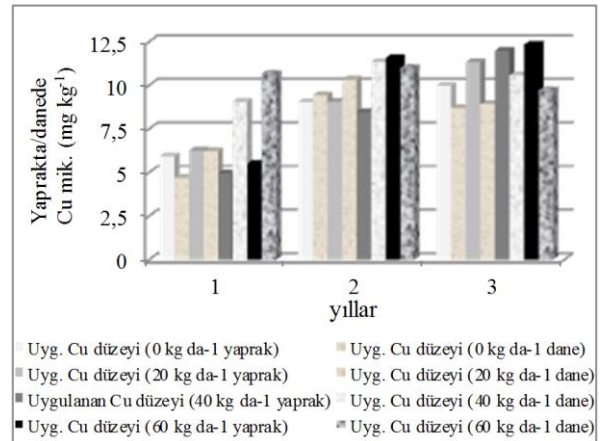 Yaprakta/danede
Cu mik. (mg kg-1)
12,5
10
7,5
5
2,5
0
1
2
3
yıllar
Uyg. Cu düzeyi (0 kg da-1 yaprak)
Uyg. Cu düzeyi (0 kg da-1 dane)
Uyg. Cu düzeyi (20 kg da-1 yaprak)
Uyg. Cu düzeyi (20 kg da-1 dane)
Uygulanan Cu düzeyi (40 kg da-1 yaprak)
Uyg. Cu düzeyi (40 kg da-1 dane)
Uyg. Cu düzeyi (60 kg da-1 yaprak)
Uyg. Cu düzeyi (60 kg da-1 dane)